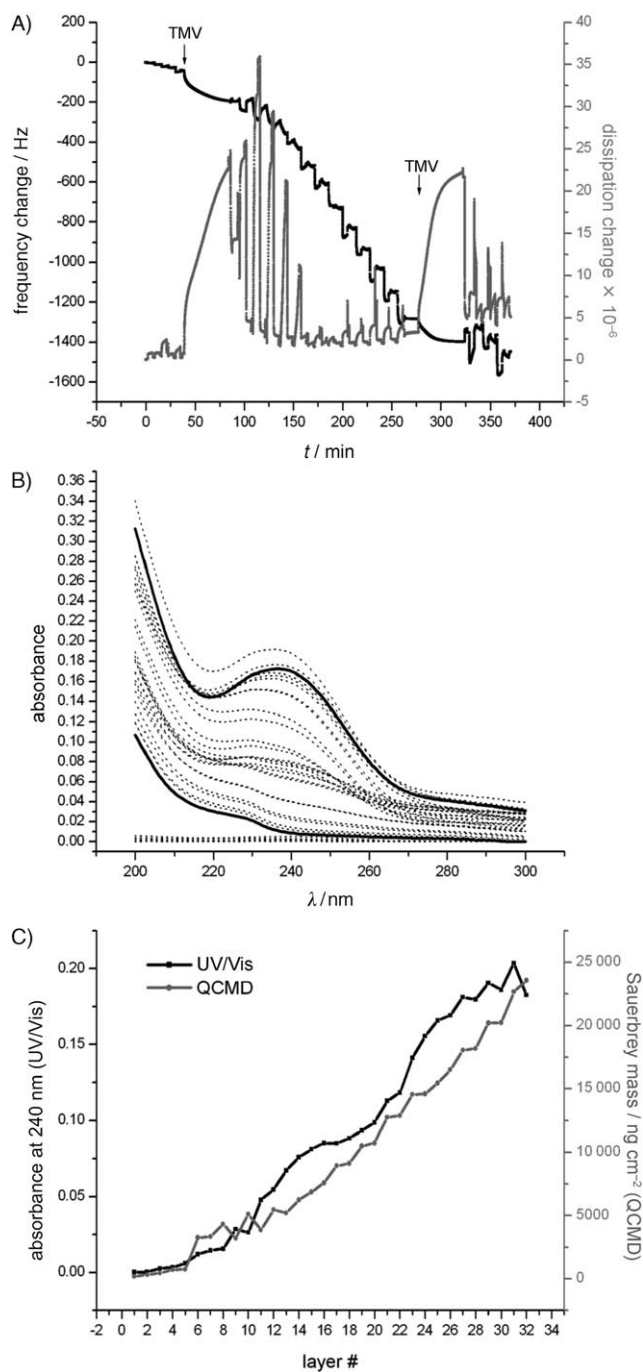 A)
TMV
TMV
200
0
-200
-400
-600
-800
-1000
-1200
-1400
-1600
frequency change / Hz
40
35
30
25
20
15
10
5
0
-5
dissipation change × 10⁻⁶
-50 0 50 100 150 200 250 300 350 400
t / min
B)
0.36
0.34
0.32
0.30
0.28
0.26
0.24
0.22
0.20
0.18
0.16
0.14
0.12
0.10
0.08
0.06
0.04
0.02
0.00
absorbance
200 220 240 260 280 300
λ/nm
C)
UV/Vis
QCMD
0.20
0.15
0.10
0.05
0.00
absorbance at 240 nm (UV/Vis)
25 000
20 000
15 000
10 000
5000
0
Sauerbrey mass / ng cm⁻² (QCMD)
-2 0 2 4 6 8 10 12 14 16 18 20 22 24 26 28 30 32 34
layer #